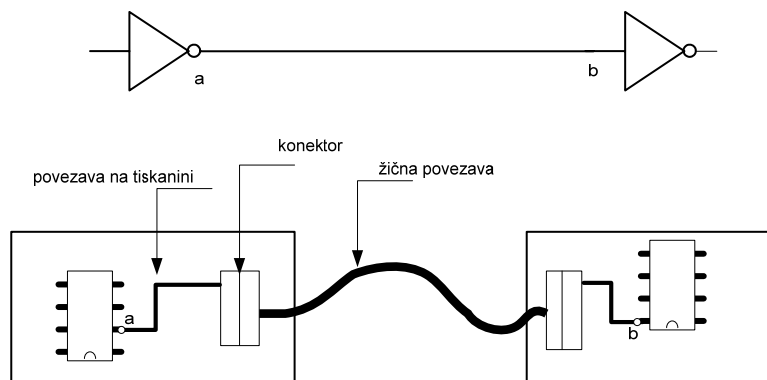 a
b
konektor
žična povezava
povezava na tiskanini
a
b